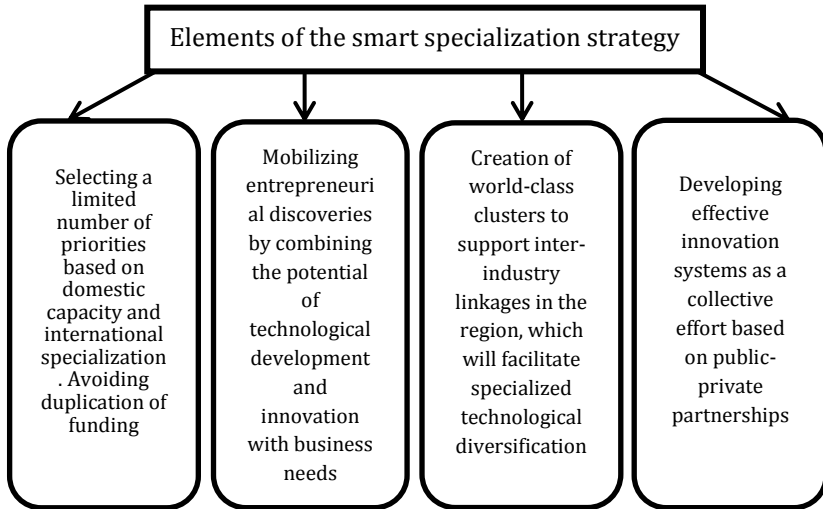 Elements of the smart specialization strategy
Selecting a
limited
number of
priorities
based on
domestic
capacity and
international
specialization
. Avoiding
duplication of
funding
Mobilizing
entrepreneuri
al discoveries
by combining
the potential
of
technological
development
and
innovation
with business
needs
Creation of
world-class
clusters to
support inter-
industry
linkages in the
region, which
will facilitate
specialized
technological
diversification
Developing
effective
innovation
systems as a
collective
effort based
on public-
private
partnerships